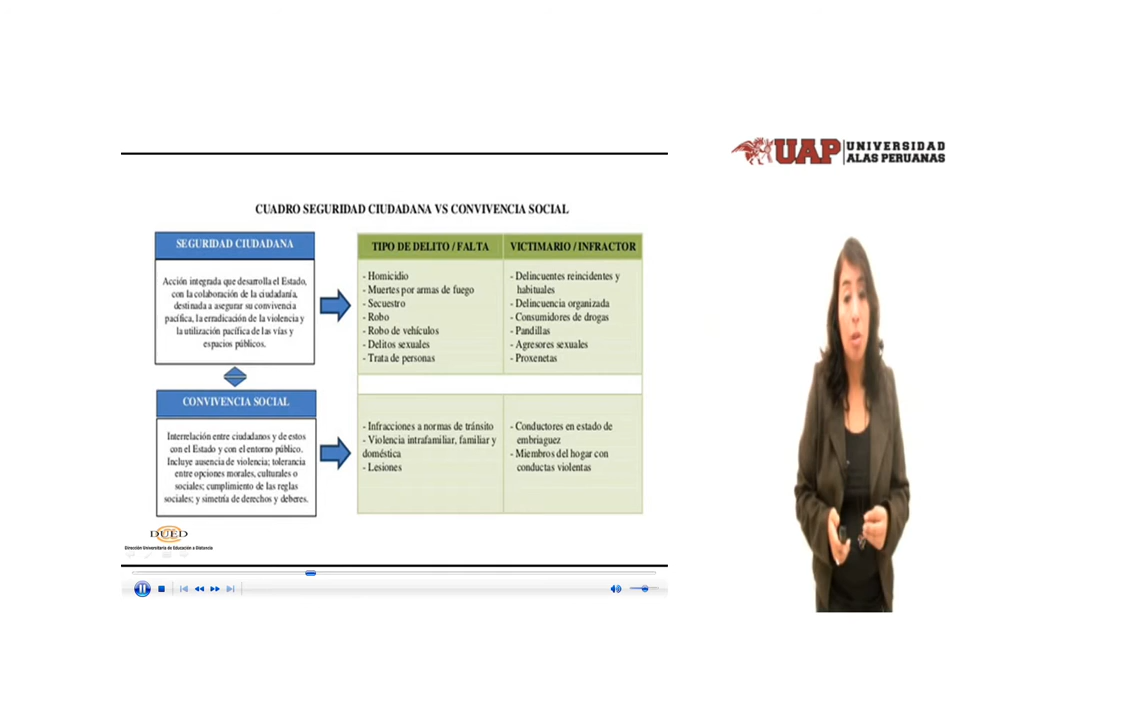 UAP UNIVERSIDAD
ALAS PERUANAS
CUADRO SEGURIDAD CIUDADANA VS CONVIVENCIA SOCIAL
SEGURIDAD CIUDADANA
Acción integrada que desarrolla el Estado,
con la colaboración de la ciudadanía,
destinada a asegurar su convivencia
pacífica, la erradicación de la violencia y
la utilización pacífica de las vías y
espacios públicos.
TIPO DE DELITO / FALTA
- Homicidio
- Muertes por armas de fuego
- Secuestro
- Robo
- Robo de vehículos
- Delitos sexuales
- Trata de personas
VICTIMARIO / INFRACTOR
- Delincuentes reincidentes y
habituales
- Delincuencia organizada
- Consumidores de drogas
- Pandillas
- Agresores sexuales
- Proxenetas
CONVIVENCIA SOCIAL
Interrelación entre ciudadanos y de estos
con el Estado y con el entorno público.
Incluye ausencia de violencia; tolerancia
entre opciones morales, culturales o
sociales; cumplimiento de las reglas
sociales; y simetría de derechos y deberes.
- Infracciones a normas de tránsito
- Violencia intrafamiliar, familiar y
doméstica
- Lesiones
- Conductores en estado de
embriaguez
- Miembros del hogar con
conductas violentas
DUED
Dirección Universitaria de Educación a Distancia